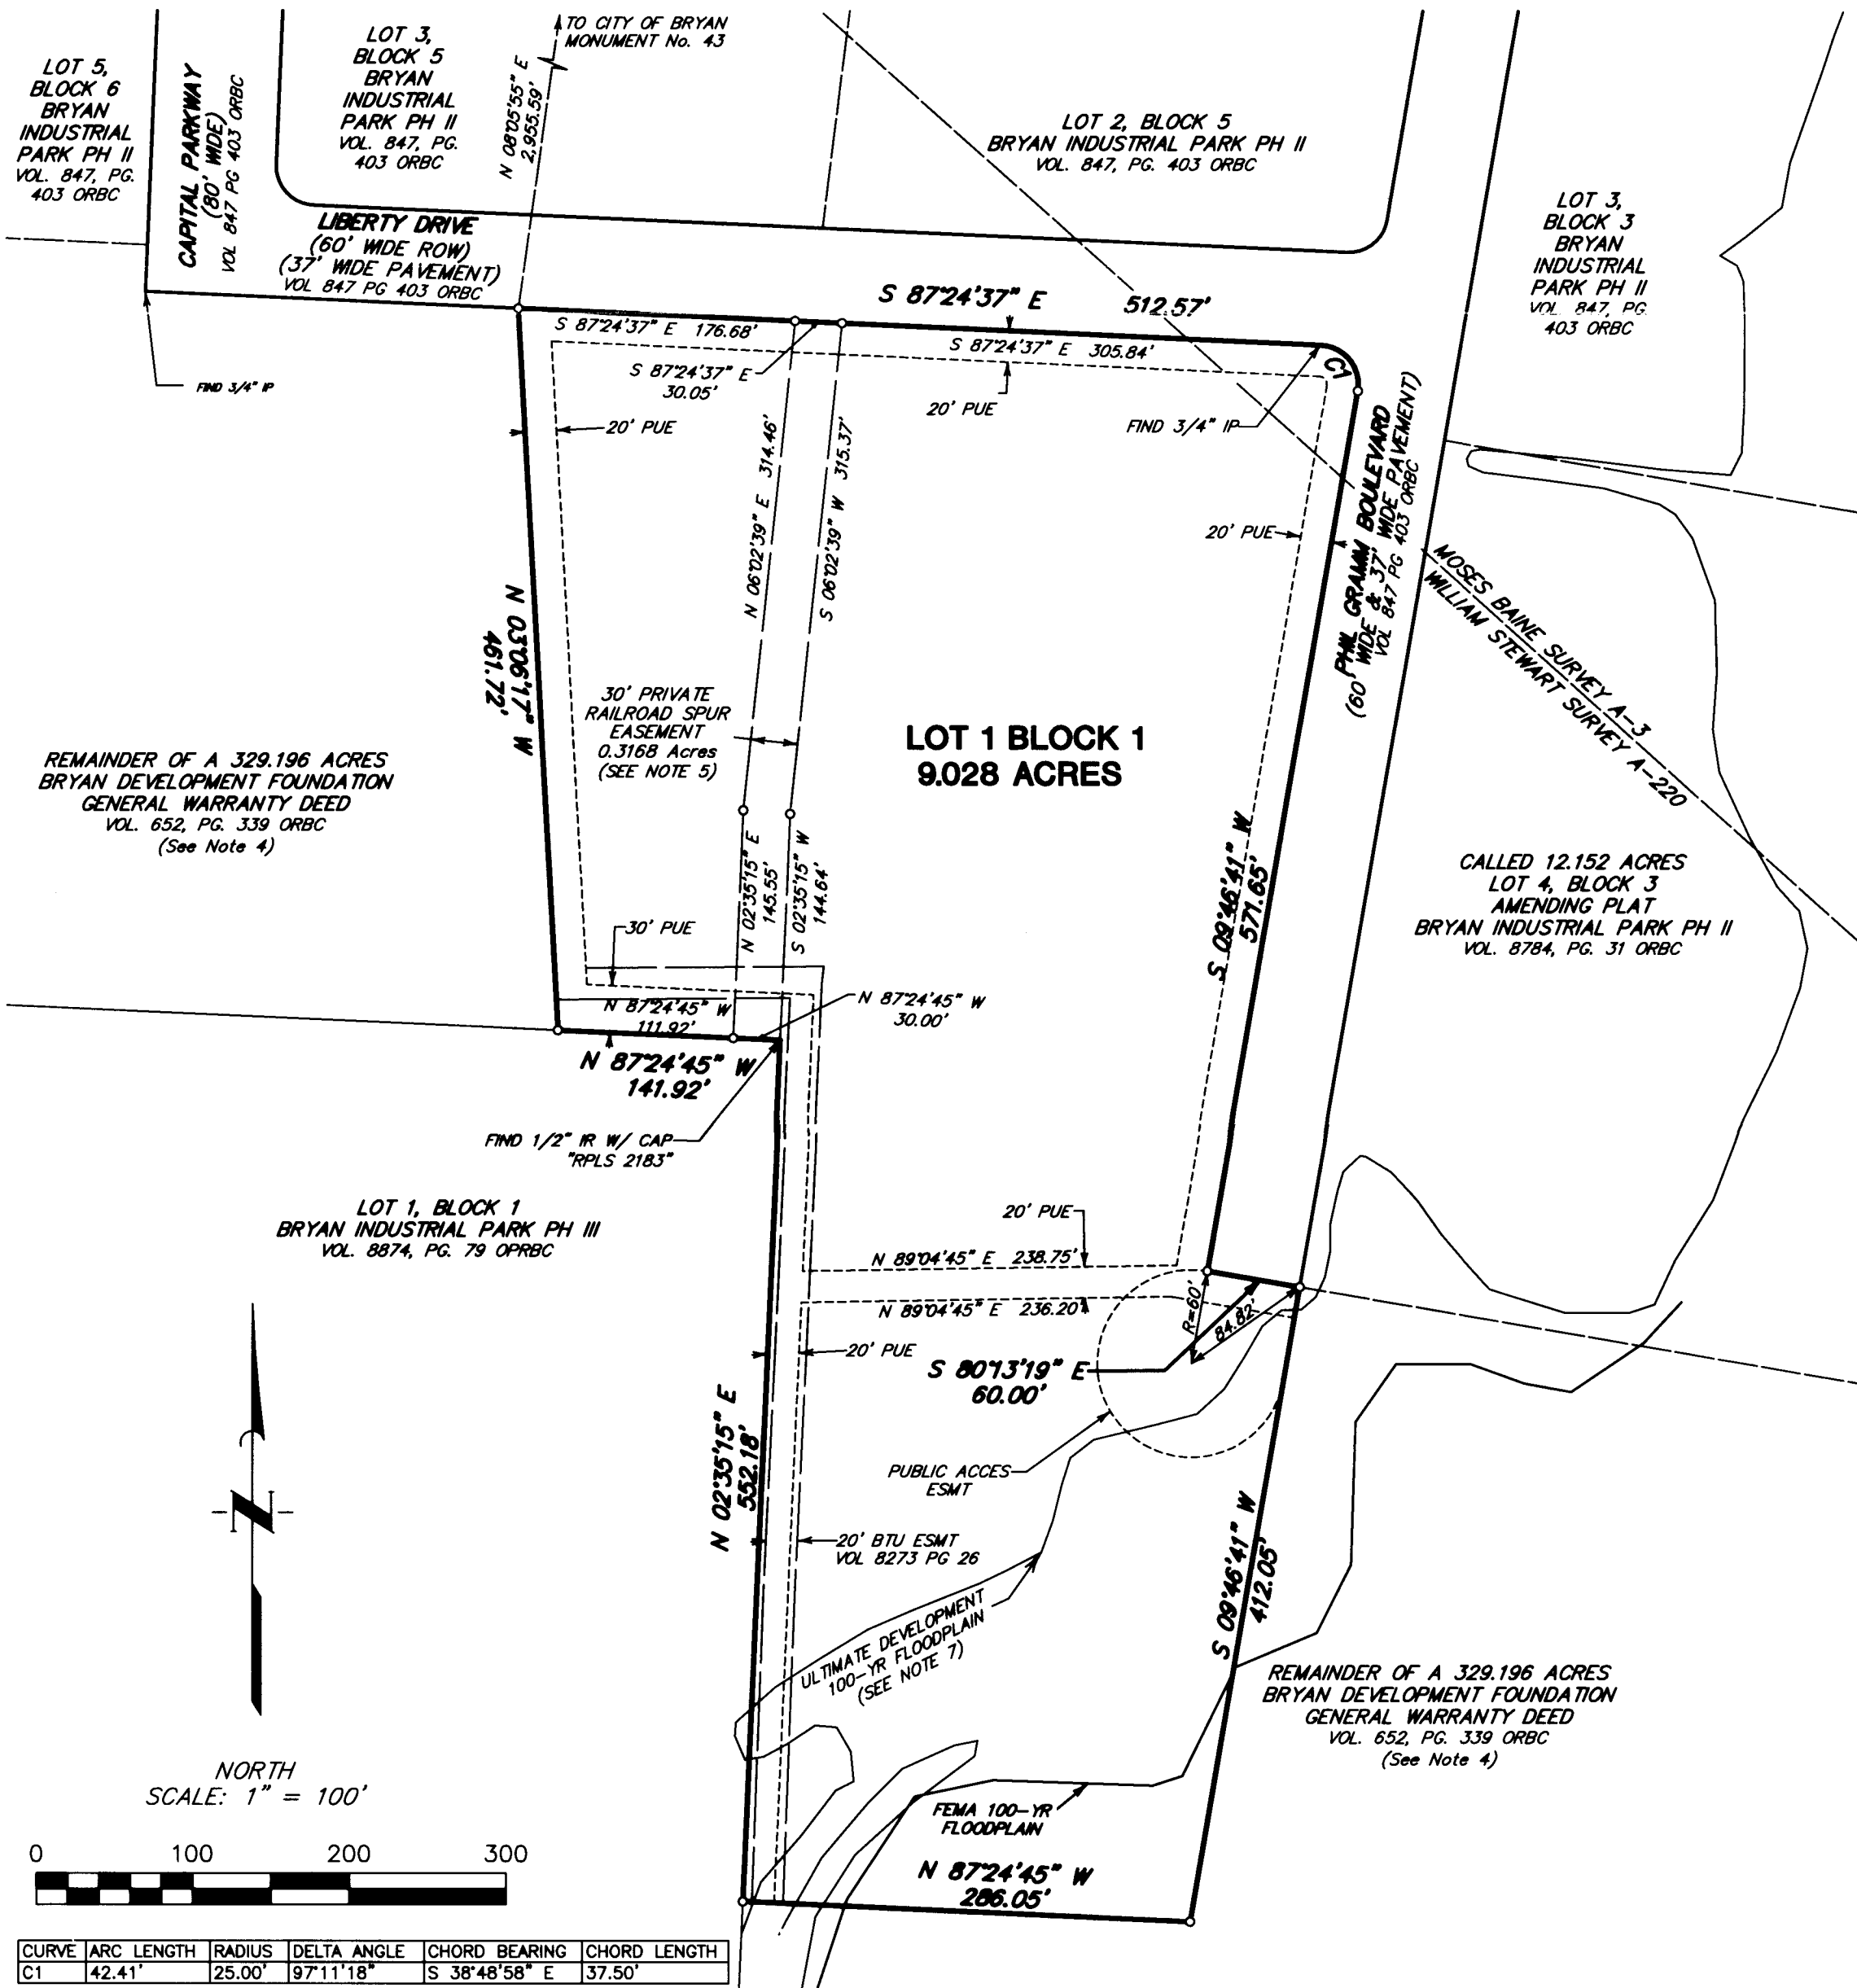 TO CITY OF BRYAN
MONUMENT No. 43
N 08°05'55" E
2,955.59'
LOT 5,
BLOCK 6
BRYAN
INDUSTRIAL
PARK PH II
VOL. 847, PG.
403 ORBC
CAPITAL PARKWAY
(80' WIDE)
VOL 847 PG 403 ORBC
LOT 3,
BLOCK 5
BRYAN
INDUSTRIAL
PARK PH II
VOL. 847, PG.
403 ORBC
LOT 2, BLOCK 5
BRYAN INDUSTRIAL PARK PH II
VOL. 847, PG. 403 ORBC
LOT 3,
BLOCK 3
BRYAN
INDUSTRIAL
PARK PH II
VOL. 847, PG.
403 ORBC
LIBERTY DRIVE
(60' WIDE ROW)
(37' WIDE PAVEMENT)
VOL 847 PG 403 ORBC
FIND 3/4" IP
S 87°24'37" E 512.57'
S 87°24'37" E 176.68'
S 87°24'37" E
30.05'
S 87°24'37" E 305.84'
20' PUE
20' PUE
C1
FIND 3/4" IP
20' PUE
PHIL GRAMM BOULEVARD
(60' WIDE & 37' WIDE PAVEMENT)
VOL 847 PG 403 ORBC
MOSES BAINE SURVEY A-3
WILLIAM STEWART SURVEY A-220
N 06°02'39" E 314.46'
S 06°02'39" W 315.37'
N 03°06'17" W
461.72'
30' PRIVATE
RAILROAD SPUR
EASEMENT
0.3168 Acres
(SEE NOTE 5)
LOT 1 BLOCK 1
9.028 ACRES
REMAINDER OF A 329.196 ACRES
BRYAN DEVELOPMENT FOUNDATION
GENERAL WARRANTY DEED
VOL. 652, PG. 339 ORBC
(See Note 4)
N 02°35'15" E
145.55'
S 02°35'15" W
144.64'
S 09°46'41" W
571.65'
CALLED 12.152 ACRES
LOT 4, BLOCK 3
AMENDING PLAT
BRYAN INDUSTRIAL PARK PH II
VOL. 8784, PG. 31 ORBC
30' PUE
N 87°24'45" W
111.92'
N 87°24'45" W
30.00'
N 87°24'45" W
141.92'
FIND 1/2" IR W/ CAP
"RPLS 2183"
LOT 1, BLOCK 1
BRYAN INDUSTRIAL PARK PH III
VOL. 8874, PG. 79 OPRBC
20' PUE
N 89°04'45" E 238.75'
N 89°04'45" E 236.20'
R=60'
84.82'
20' PUE
S 80°13'19" E
60.00'
N 02°35'15" E
552.18'
PUBLIC ACCES
ESMT
20' BTU ESMT
VOL 8273 PG 26
S 09°46'41" W
412.05'
ULTIMATE DEVELOPMENT
100-YR FLOODPLAIN
(SEE NOTE 7)
REMAINDER OF A 329.196 ACRES
BRYAN DEVELOPMENT FOUNDATION
GENERAL WARRANTY DEED
VOL. 652, PG. 339 ORBC
(See Note 4)
FEMA 100-YR
FLOODPLAIN
N 87°24'45" W
286.05'
N
NORTH
SCALE: 1" = 100'
0 100 200 300
CURVE ARC LENGTH RADIUS DELTA ANGLE CHORD BEARING CHORD LENGTH
C1 42.41' 25.00' 97°11'18" S 38°48'58" E 37.50'